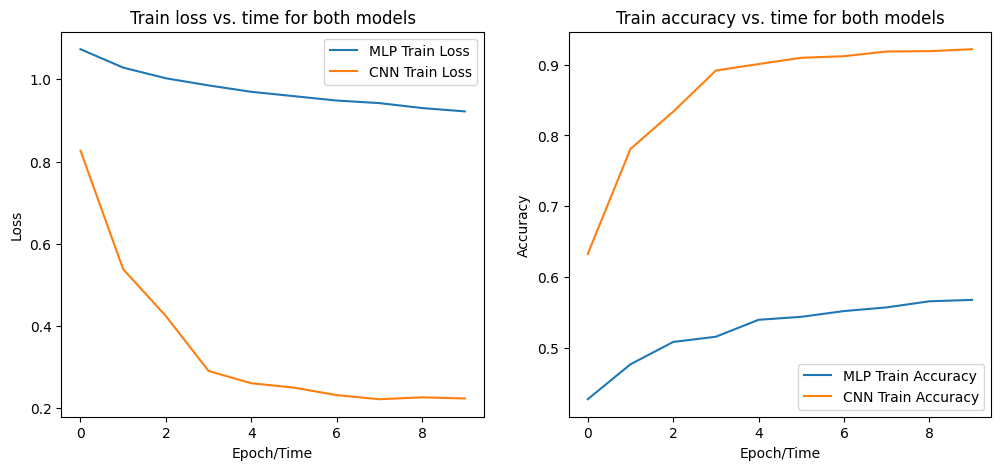 Train loss vs. time for both models
MLP Train Loss
CNN Train Loss
1.0
0.8
0.6
0.4
0.2
Loss
0 2 4 6 8
Epoch/Time
Train accuracy vs. time for both models
0.9
0.8
0.7
0.6
0.5
Accuracy
MLP Train Accuracy
CNN Train Accuracy
0 2 4 6 8
Epoch/Time